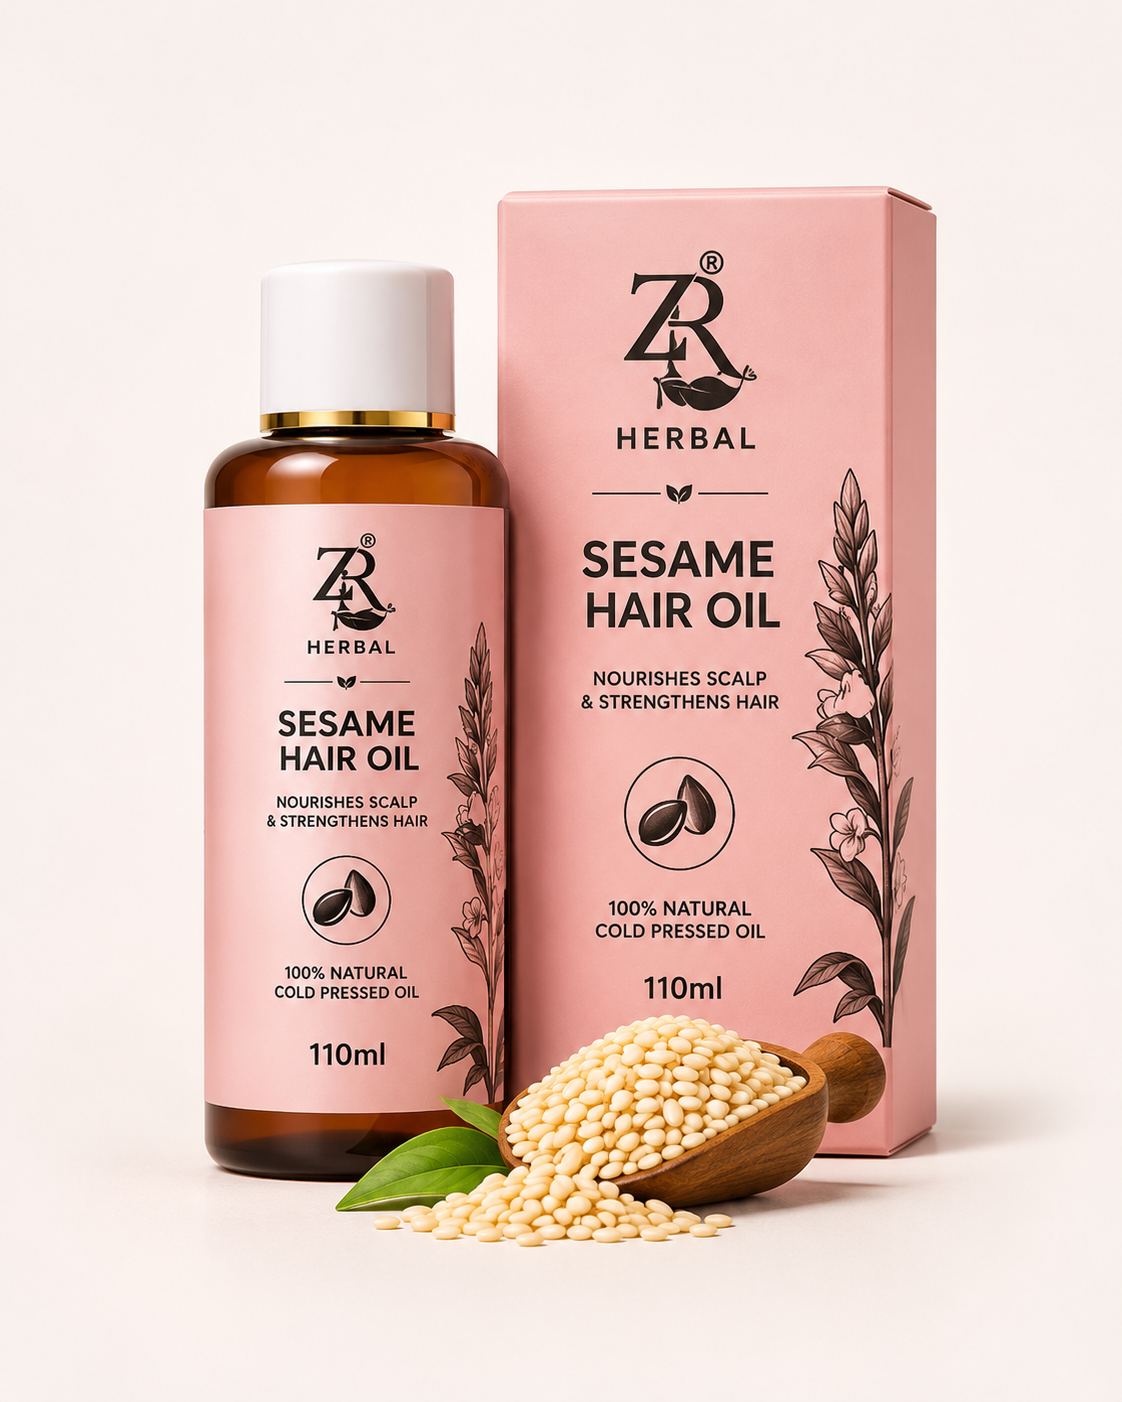 ZR®
HERBAL
SESAME
HAIR OIL
NOURISHES SCALP
& STRENGTHENS HAIR
100% NATURAL
COLD PRESSED OIL
110ml
ZR®
HERBAL
SESAME
HAIR OIL
NOURISHES SCALP
& STRENGTHENS HAIR
100% NATURAL
COLD PRESSED OIL
110ml